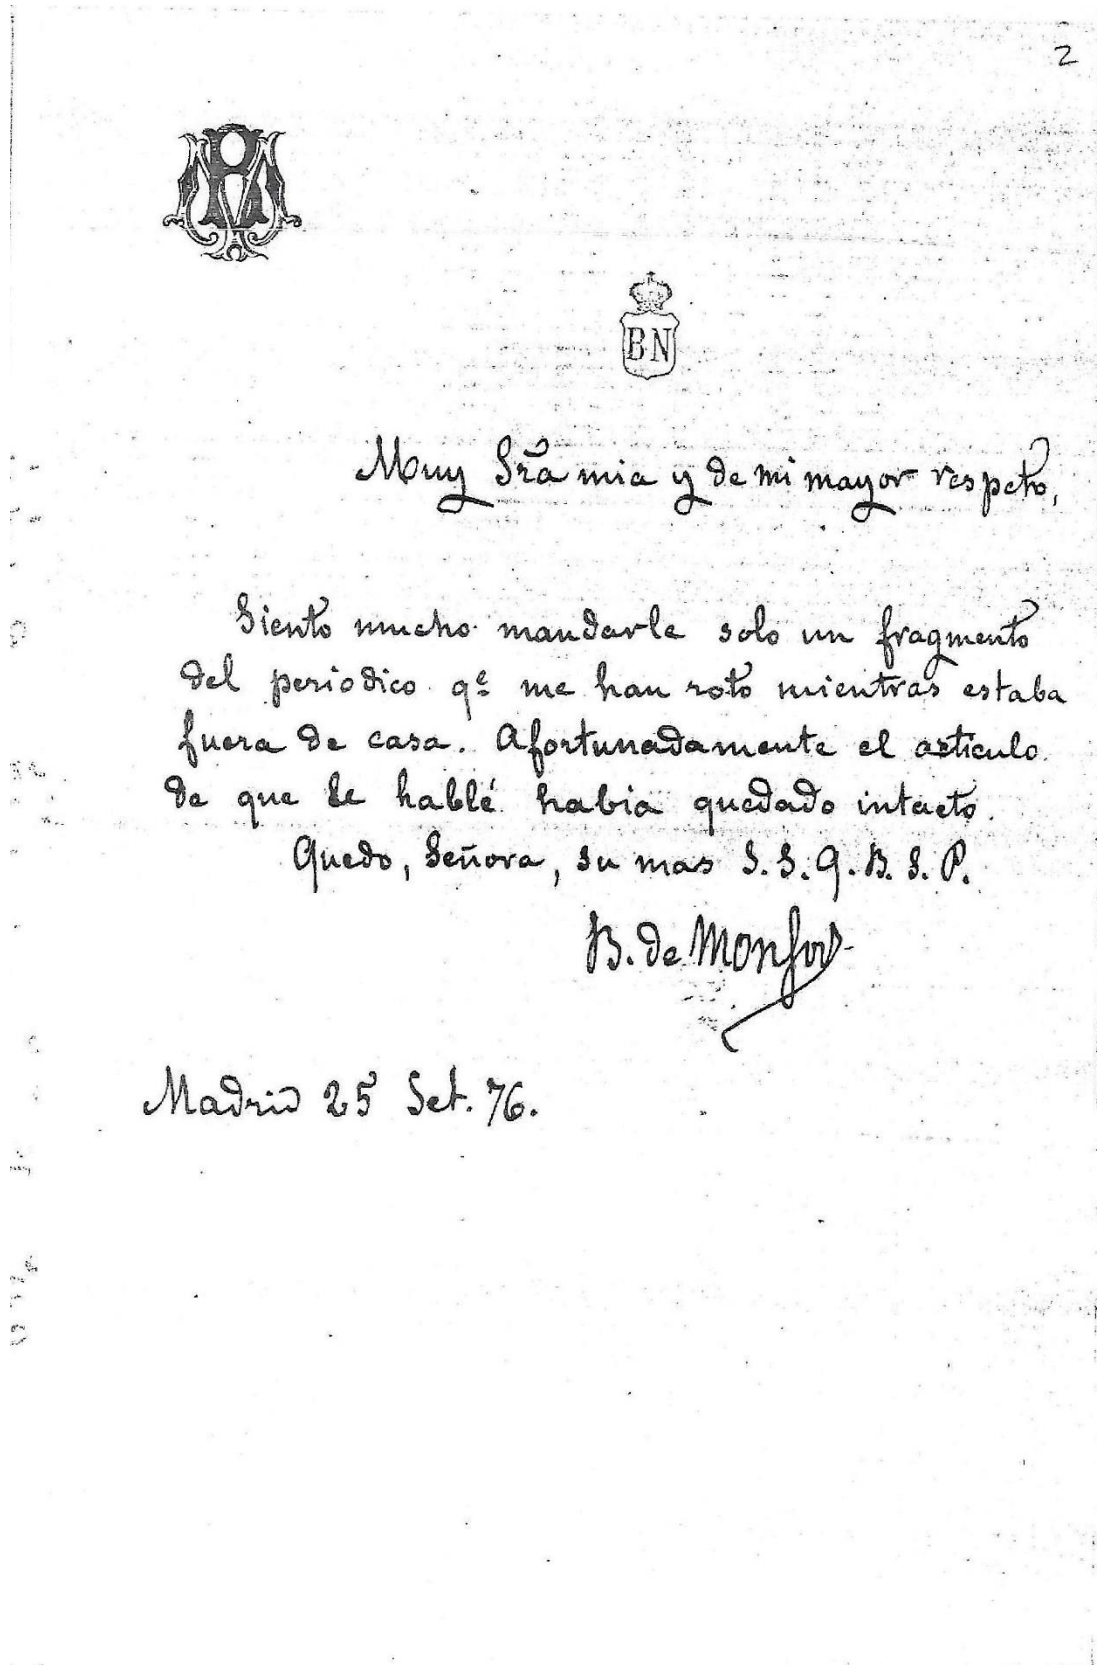 2
BN
Muy Sra mia y de mi mayor respeto,
Siento mucho mandarle solo un fragmento
del periodico qe me han roto mientras estaba
fuera de casa. Afortunadamente el articulo
de que le hablé habia quedado intacto.
Quedo, Señora, su mas S. S. Q. B. S. P.
B. de Monfort
Madrid 25 Set. 76.